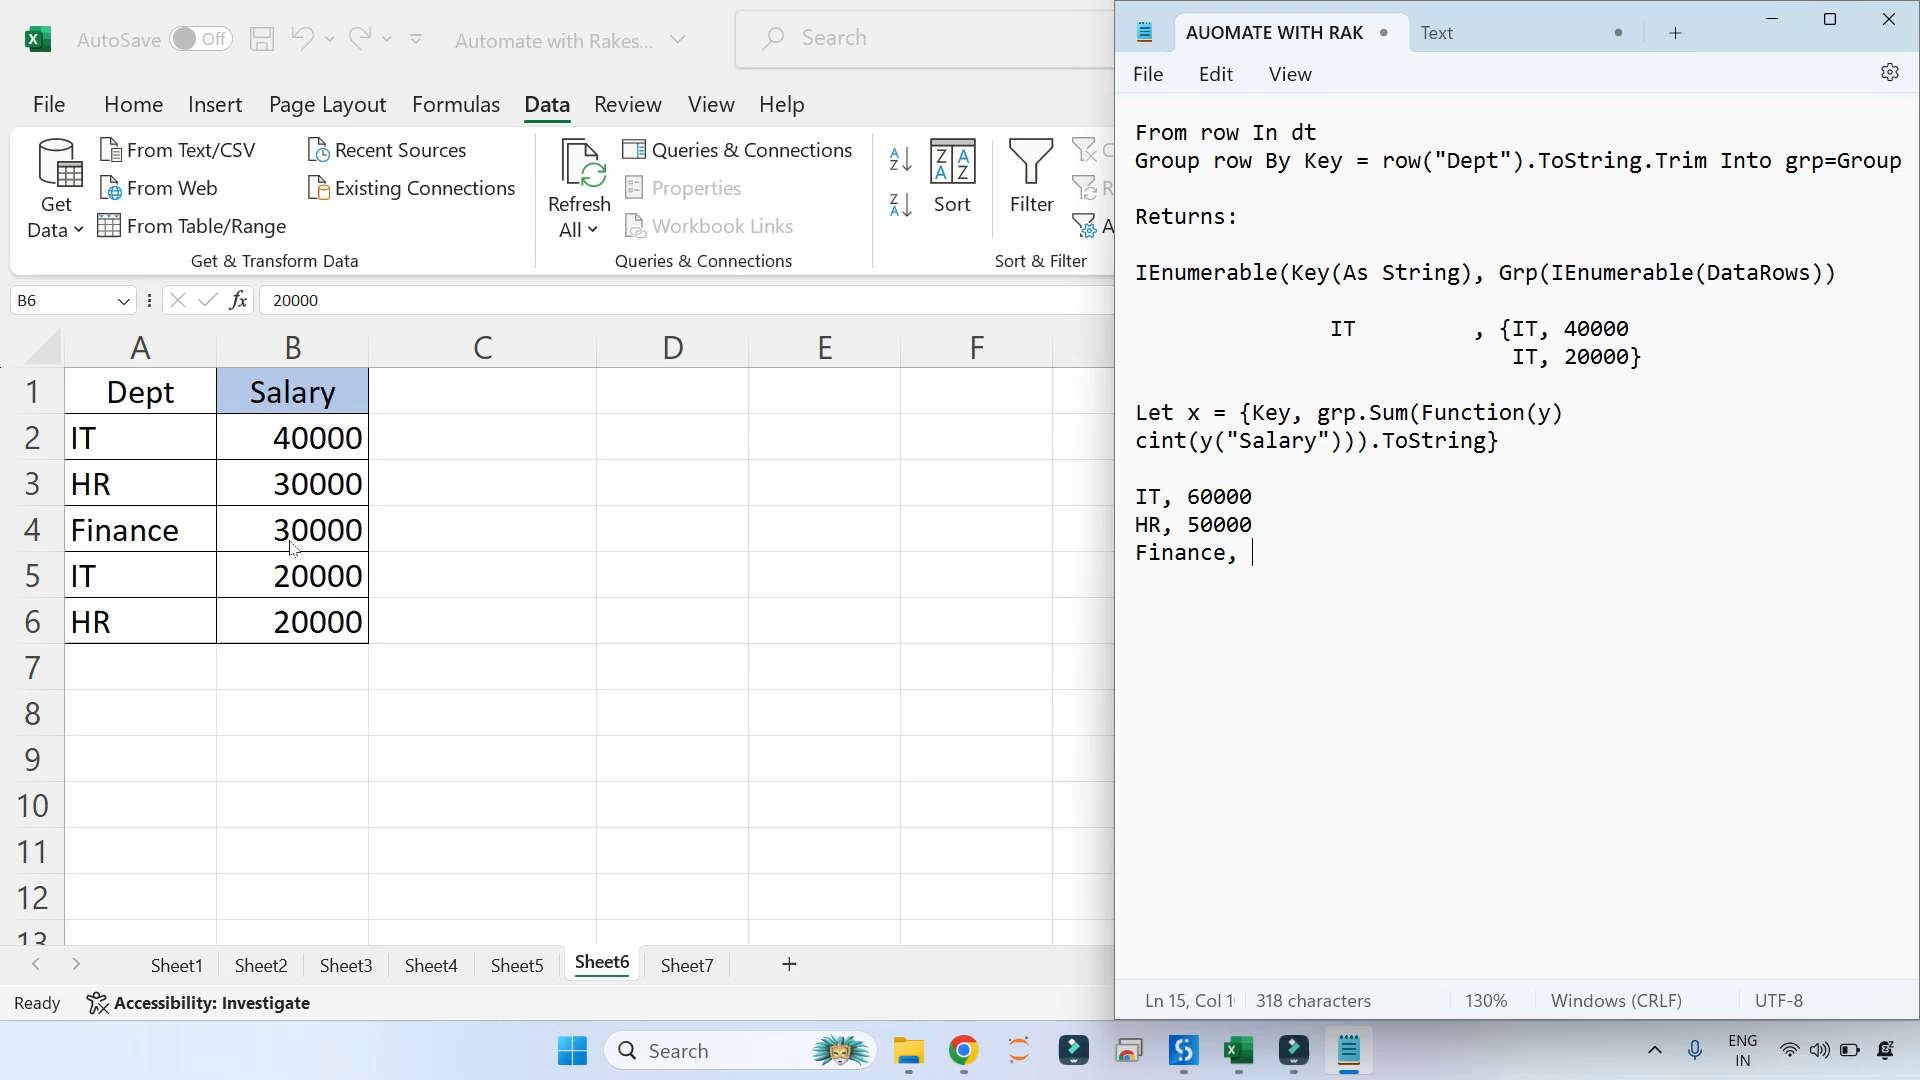 AutoSave Off Automate with Rakes... Search
File Home Insert Page Layout Formulas Data Review View Help
Get Data
From Text/CSV
From Web
From Table/Range
Recent Sources
Existing Connections
Get & Transform Data
Refresh All
Queries & Connections
Properties
Workbook Links
Queries & Connections
Sort
Filter
Sort & Filter
B6 fx 20000
A B C D E F
1 Dept Salary
2 IT 40000
3 HR 30000
4 Finance 30000
5 IT 20000
6 HR 20000
7
8
9
10
11
12
13
Sheet1 Sheet2 Sheet3 Sheet4 Sheet5 Sheet6 Sheet7 +
Ready Accessibility: Investigate
AUOMATE WITH RAK Text
File Edit View
From row In dt
Group row By Key = row("Dept").ToString.Trim Into grp=Group
Returns:
IEnumerable(Key(As String), Grp(IEnumerable(DataRows))
IT , {IT, 40000
IT, 20000}
Let x = {Key, grp.Sum(Function(y)
cint(y("Salary"))).ToString}
IT, 60000
HR, 50000
Finance,
Ln 15, Col 1 318 characters 130% Windows (CRLF) UTF-8
Search
ENG
IN